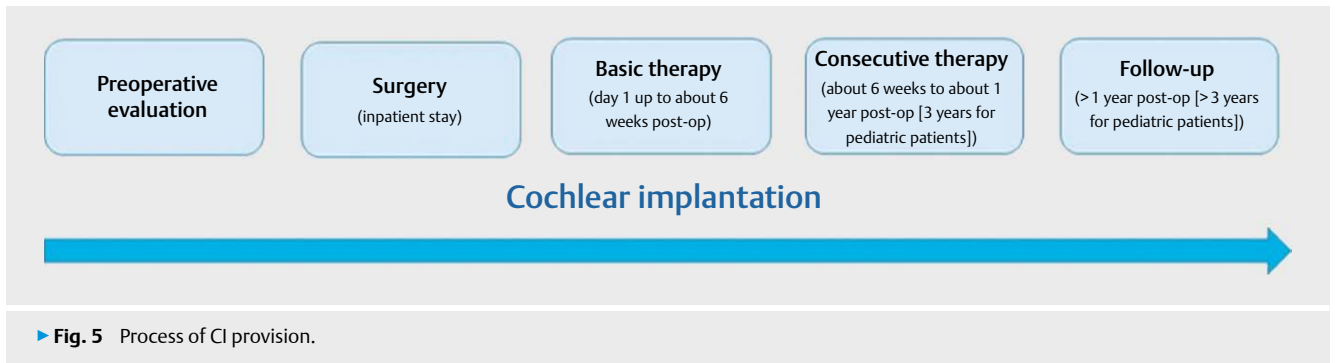 Preoperative
evaluation
Surgery
(inpatient stay)
Basic therapy
(day 1 up to about 6
weeks post-op)
Consecutive therapy
(about 6 weeks to about 1
year post-op [3 years for
pediatric patients])
Follow-up
(>1 year post-op [>3 years
for pediatric patients])
Cochlear implantation
▶ Fig. 5 Process of CI provision.